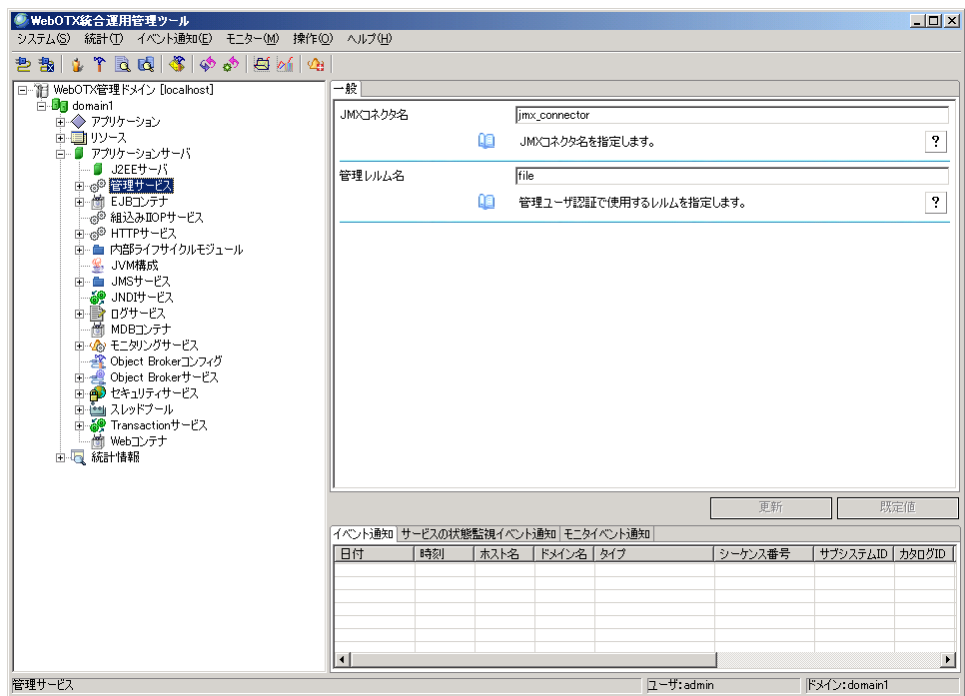 WebOTX統合運用管理ツール
システム(S) 統計(T) イベント通知(E) モニター(M) 操作(O) ヘルプ(H)
WebOTX管理ドメイン [localhost]
domain1
アプリケーション
リソース
アプリケーションサーバ
J2EEサーバ
管理サービス
EJBコンテナ
組込みIIOPサービス
HTTPサービス
内部ライフサイクルモジュール
JVM構成
JMSサービス
JNDIサービス
ログサービス
MDBコンテナ
モニタリングサービス
Object Brokerコンフィグ
Object Brokerサービス
セキュリティサービス
スレッドプール
Transactionサービス
Webコンテナ
統計情報
一般
JMXコネクタ名 jmx_connector
JMXコネクタ名を指定します。 ?
管理レルム名 file
管理ユーザ認証で使用するレルムを指定します。 ?
更新 既定値
イベント通知 サービスの状態監視イベント通知 モニタイベント通知
日付 時刻 ホスト名 ドメイン名 タイプ シーケンス番号 サブシステムID カタログID
管理サービス ユーザ:admin ドメイン:domain1